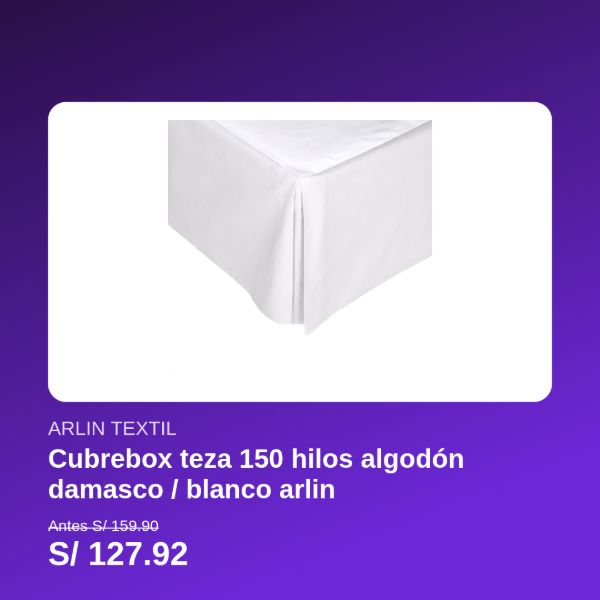 ARLIN TEXTIL
Cubrebox teza 150 hilos algodón
damasco / blanco arlin
Antes S/ 159.90
S/ 127.92